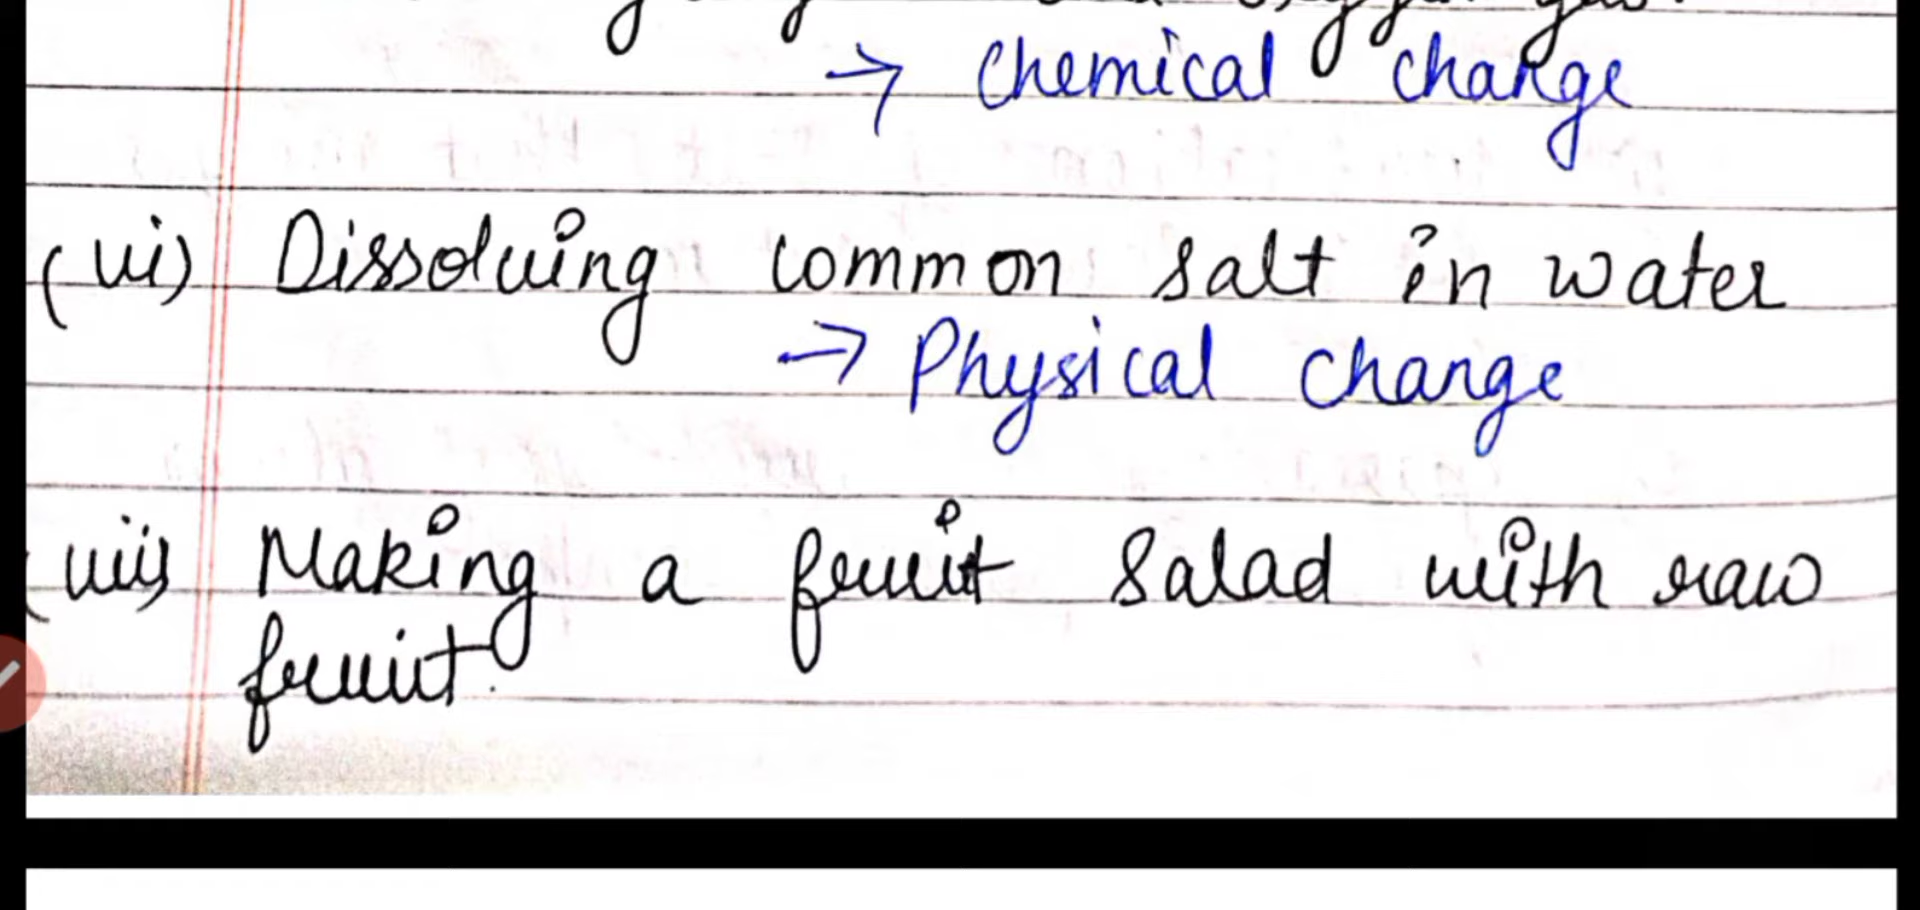 → Chemical change
(vi) Dissolving common salt in water
→ Physical change
(vii) Making a fruit salad with raw
fruit.